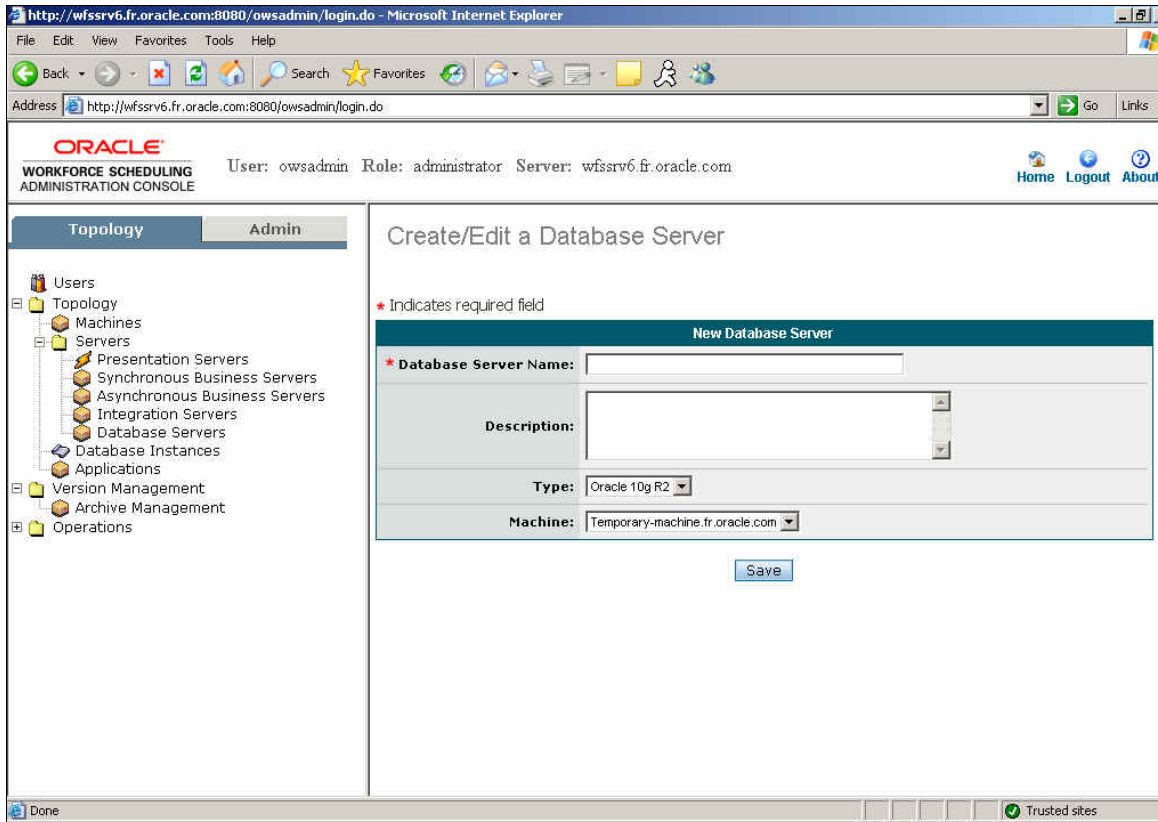 http://wfssrv6.fr.oracle.com:8080/owsadmin/login.do - Microsoft Internet Explorer
File Edit View Favorites Tools Help
Back Search Favorites
Address http://wfssrv6.fr.oracle.com:8080/owsadmin/login.do Go Links
ORACLE
WORKFORCE SCHEDULING
ADMINISTRATION CONSOLE
User: owsadmin Role: administrator Server: wfssrv6.fr.oracle.com
Home Logout About
Topology Admin
Users
Topology
Machines
Servers
Presentation Servers
Synchronous Business Servers
Asynchronous Business Servers
Integration Servers
Database Servers
Database Instances
Applications
Version Management
Archive Management
Operations
Create/Edit a Database Server
* Indicates required field
New Database Server
* Database Server Name:
Description:
Type: Oracle 10g R2
Machine: Temporary-machine.fr.oracle.com
Save
Done Trusted sites